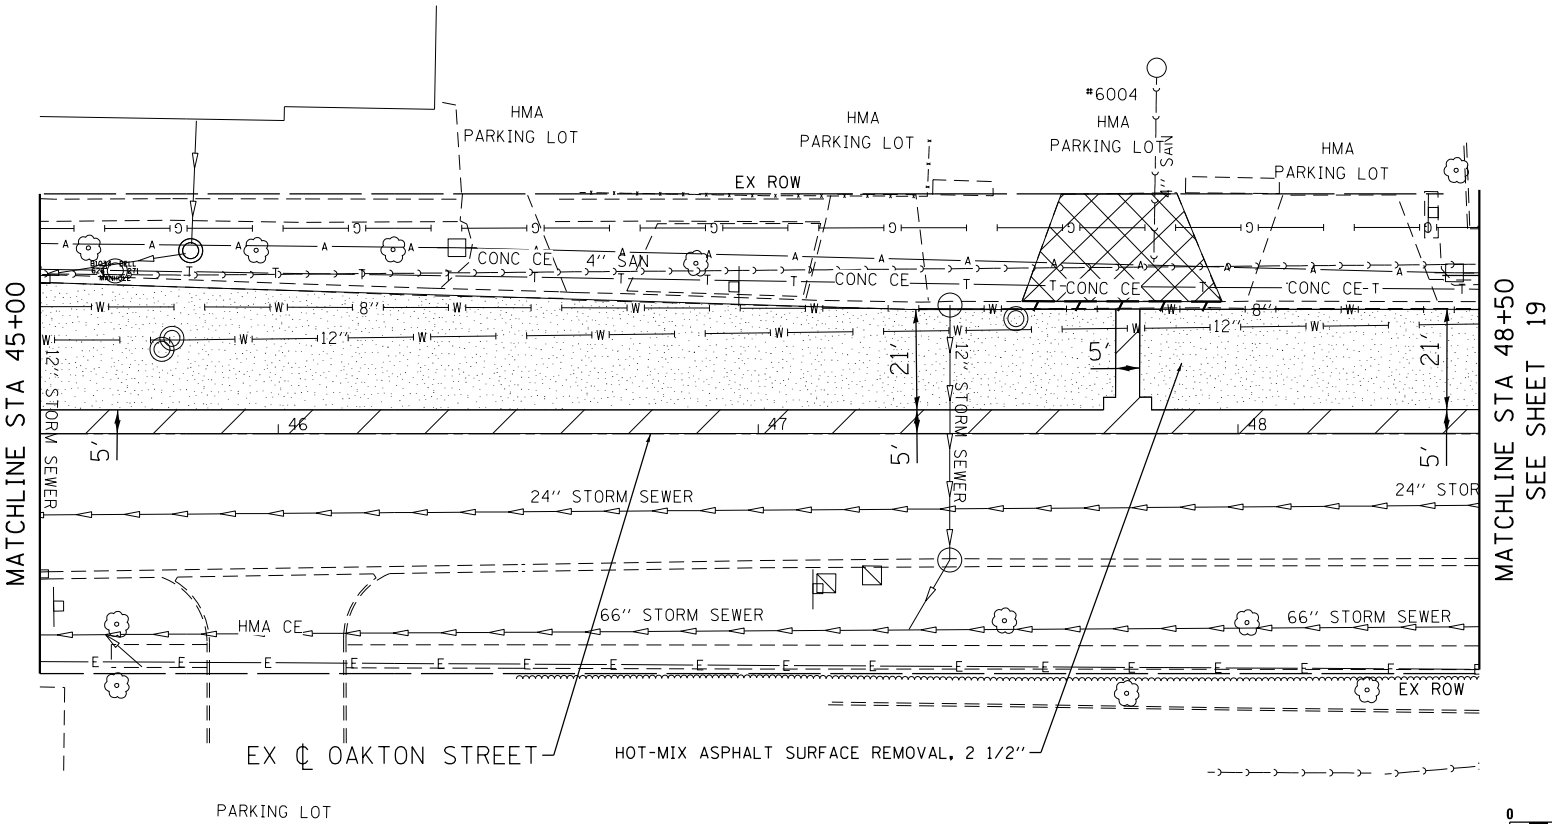 #6004
HMA
PARKING LOT
HMA
PARKING LOT
HMA
PARKING LOT
HMA
PARKING LOT
4" SAN
EX ROW
G G G G G G G G
A A A A A A A A A A A A A A A A
CONC CE
4" SAN
CONC CE
CONC CE
CONC CE
MANHOLE
T T T T T T T T T T
W W W W W W W
8"
8"
W W W W W W W
12"
12"
21'
5'
21'
12" STORM SEWER
12" STORM SEWER
46
47
48
5'
5'
5'
MATCHLINE STA 45+00
MATCHLINE STA 48+50
SEE SHEET 19
24" STORM SEWER
24" STOR
66" STORM SEWER
66" STORM SEWER
HMA CE
E E E E E E E E E E E E E E E E E
EX ROW
EX ℄ OAKTON STREET
HOT-MIX ASPHALT SURFACE REMOVAL, 2 1/2"
PARKING LOT
0